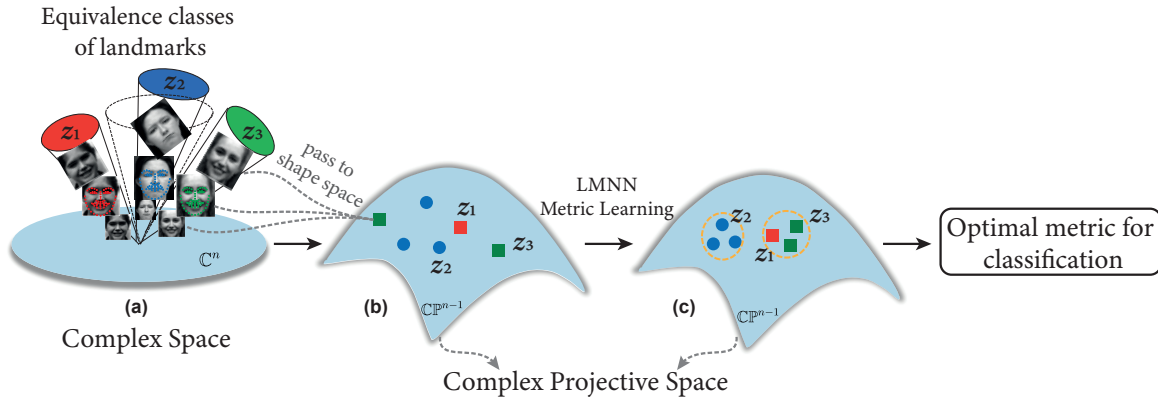 Equivalence classes
of landmarks
z₂
z₁
z₃
pass to
shape space
ℂⁿ
(a)
Complex Space
z₁
z₃
z₂
(b)
ℂℙⁿ⁻¹
LMNN
Metric Learning
z₂
z₃
z₁
(c)
ℂℙⁿ⁻¹
Complex Projective Space
Optimal metric for
classification